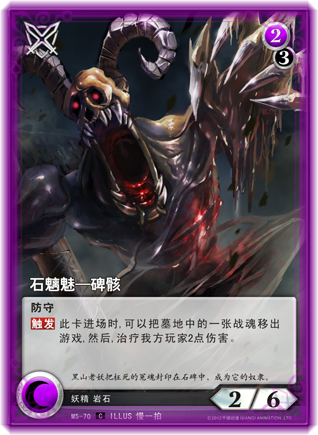 2
3
石魑魅—碑骸
防守
触发 此卡进场时,可以把墓地中的一张战魂移出
游戏,然后,治疗我方玩家2点伤害。
黑山老妖把枉死的冤魂封印在石碑中，成为它的奴隶。
妖精 岩石
2/6
M5-70 C ILLUS 慢一拍